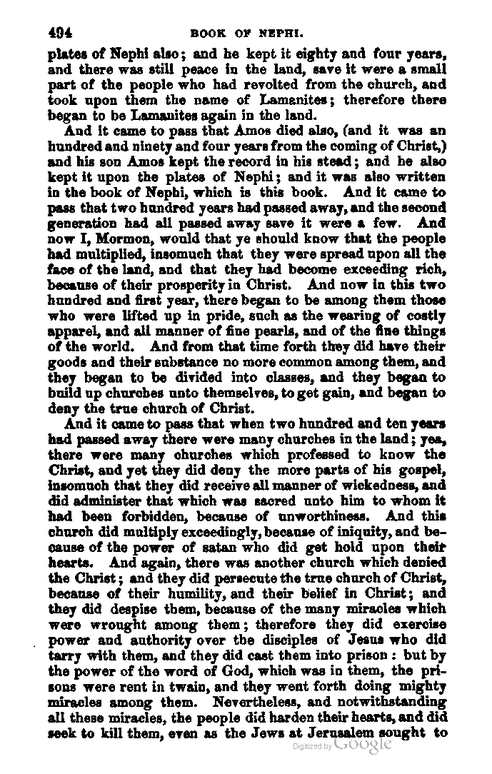 494 BOOK OF NEPHI.
plates of Nephi also; and he kept it eighty and four years,
and there was still peace in the land, save it were a small
part of the people who had revolted from the church, and
took upon them the name of Lamanites; therefore there
began to be Lamanites again in the land.
And it came to pass that Amos died also, (and it was an
hundred and ninety and four years from the coming of Christ,)
and his son Amos kept the record in his stead; and he also
kept it upon the plates of Nephi; and it was also written
in the book of Nephi, which is this book. And it came to
pass that two hundred years had passed away, and the second
generation had all passed away save it were a few. And
now I, Mormon, would that ye should know that the people
had multiplied, insomuch that they were spread upon all the
face of the land, and that they had become exceeding rich,
because of their prosperity in Christ. And now in this two
hundred and first year, there began to be among them those
who were lifted up in pride, such as the wearing of costly
apparel, and all manner of fine pearls, and of the fine things
of the world. And from that time forth they did have their
goods and their substance no more common among them, and
they began to be divided into classes, and they began to
build up churches unto themselves, to get gain, and began to
deny the true church of Christ.
And it came to pass that when two hundred and ten years
had passed away there were many churches in the land; yea,
there were many churches which professed to know the
Christ, and yet they did deny the more parts of his gospel,
insomuch that they did receive all manner of wickedness, and
did administer that which was sacred unto him to whom it
had been forbidden, because of unworthiness. And this
church did multiply exceedingly, because of iniquity, and be-
cause of the power of satan who did get hold upon their
hearts. And again, there was another church which denied
the Christ; and they did persecute the true church of Christ,
because of their humility, and their belief in Christ; and
they did despise them, because of the many miracles which
were wrought among them; therefore they did exercise
power and authority over the disciples of Jesus who did
tarry with them, and they did cast them into prison: but by
the power of the word of God, which was in them, the pri-
sons were rent in twain, and they went forth doing mighty
miracles among them. Nevertheless, and notwithstanding
all these miracles, the people did harden their hearts, and did
seek to kill them, even as the Jews at Jerusalem sought to
Digitized by Google